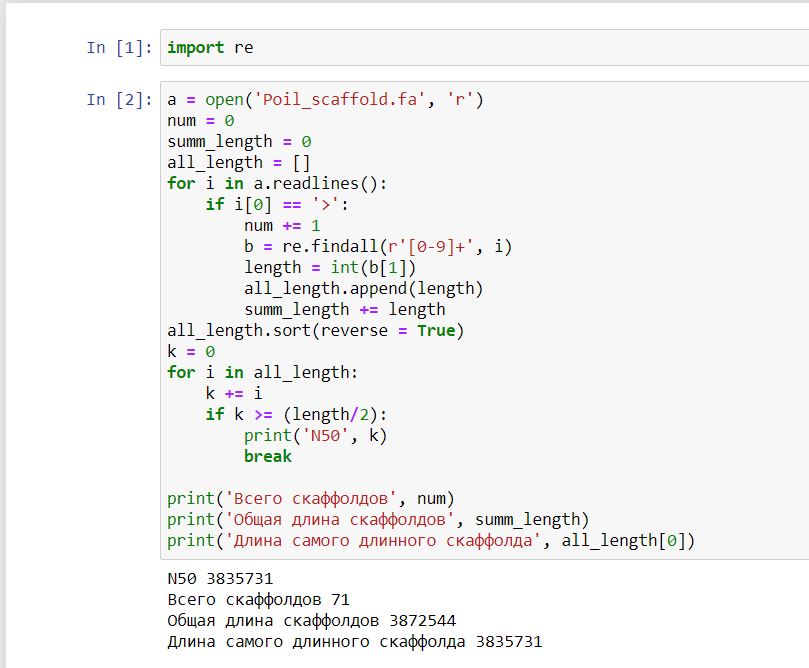 In [1]: import re
In [2]: a = open('Poil_scaffold.fa', 'r')
num = 0
summ_length = 0
all_length = []
for i in a.readlines():
    if i[0] == '>':
        num += 1
        b = re.findall(r'[0-9]+', i)
        length = int(b[1])
        all_length.append(length)
        summ_length += length
all_length.sort(reverse = True)
k = 0
for i in all_length:
    k += i
    if k >= (length/2):
        print('N50', k)
        break
print('Всего скаффолдов', num)
print('Общая длина скаффолдов', summ_length)
print('Длина самого длинного скаффолда', all_length[0])
N50 3835731
Всего скаффолдов 71
Общая длина скаффолдов 3872544
Длина самого длинного скаффолда 3835731